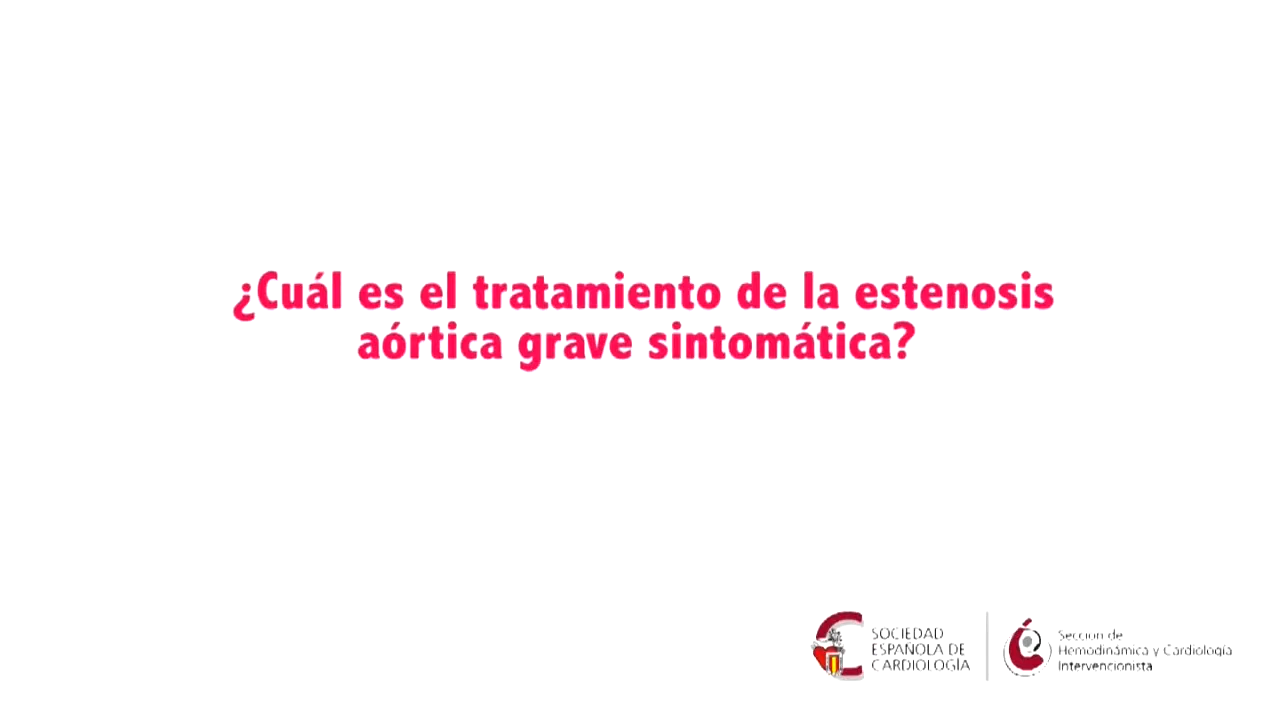 ¿Cuál es el tratamiento de la estenosis
aórtica grave sintomática?
SOCIEDAD
ESPAÑOLA DE
CARDIOLOGÍA
Sección de
Hemodinámica y Cardiología
Intervencionista